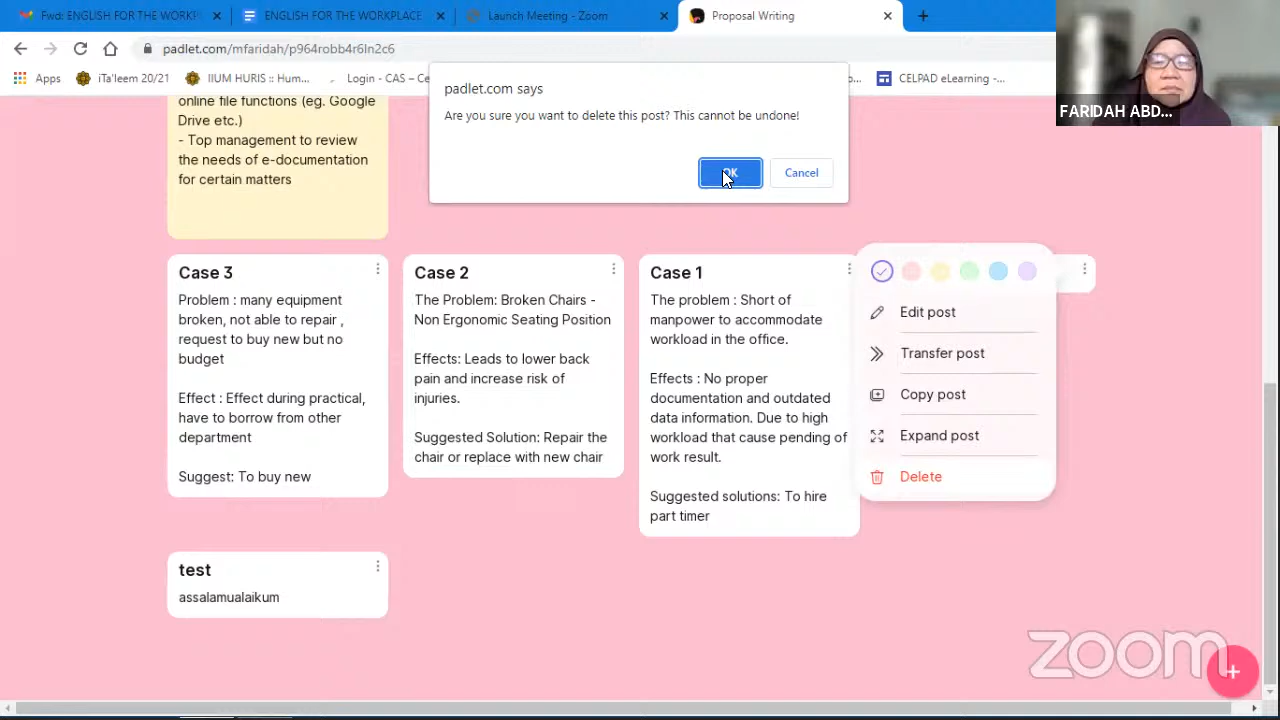 Fwd: ENGLISH FOR THE WORKP
ENGLISH FOR THE WORKPLACE
Launch Meeting - Zoom
Proposal Writing
padlet.com/mfaridah/p964robb4r6ln2c6
Apps
iTa'leem 20/21
IIUM HURIS :: Hum...
Login - CAS – Ce
CELPAD eLearning -...
FARIDAH ABD...
padlet.com says
Are you sure you want to delete this post? This cannot be undone!
OK
Cancel
online file functions (eg. Google
Drive etc.)
- Top management to review
the needs of e-documentation
for certain matters
Case 3
Problem : many equipment
broken, not able to repair ,
request to buy new but no
budget
Effect : Effect during practical,
have to borrow from other
department
Suggest: To buy new
Case 2
The Problem: Broken Chairs -
Non Ergonomic Seating Position
Effects: Leads to lower back
pain and increase risk of
injuries.
Suggested Solution: Repair the
chair or replace with new chair
Case 1
The problem : Short of
manpower to accommodate
workload in the office.
Effects : No proper
documentation and outdated
data information. Due to high
workload that cause pending of
work result.
Suggested solutions: To hire
part timer
Edit post
Transfer post
Copy post
Expand post
Delete
test
assalamualaikum
zoom